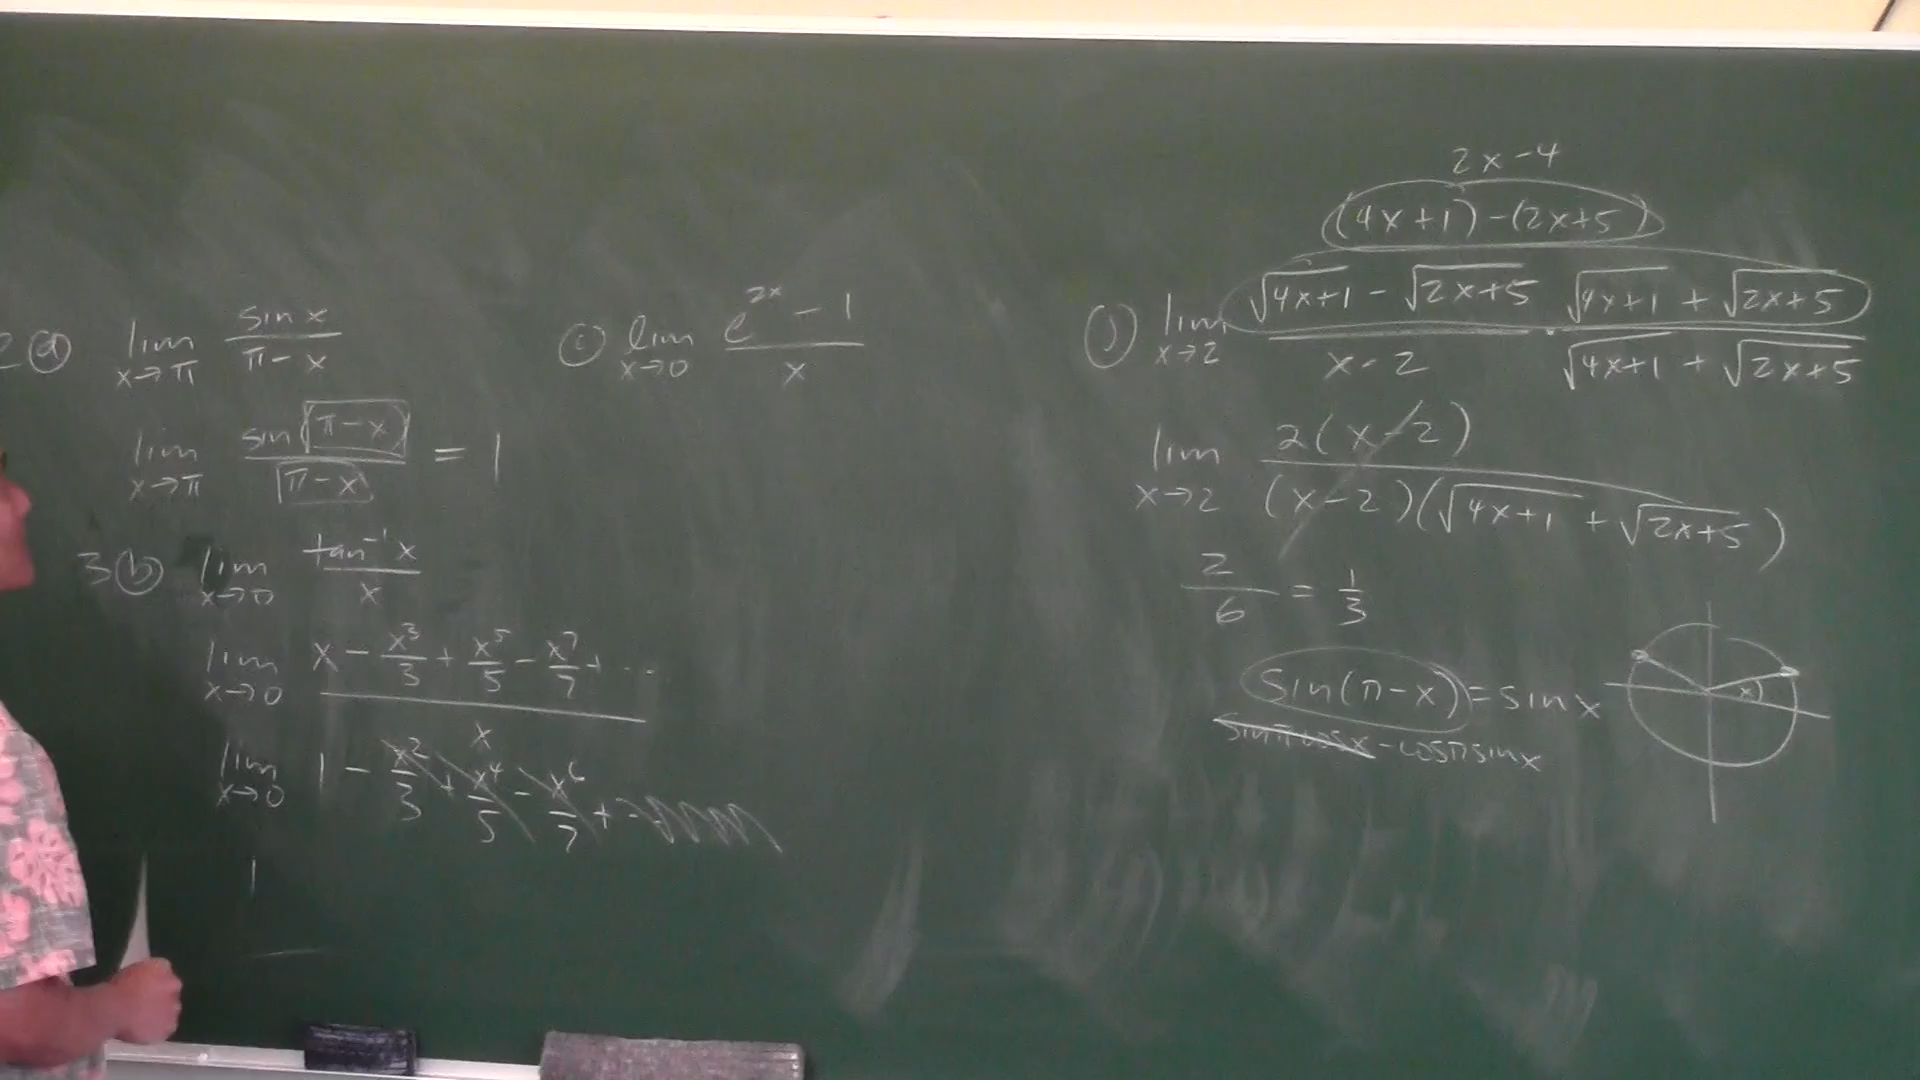 2 ⓐ lim x→π sin x / π-x
lim x→π sin(π-x) / π-x = 1
3 ⓑ lim x→0 tan⁻¹x / x
lim x→0 x - x³/3 + x⁵/5 - x⁷/7 + ... / x
lim x→0 1 - x²/3 + x⁴/5 - x⁶/7 + ...
1
ⓒ lim x→0 e²ˣ - 1 / x
2x-4
(4x+1)-(2x+5)
ⓙ lim x→2 √4x+1 - √2x+5 / x-2 · √4x+1 + √2x+5 / √4x+1 + √2x+5
lim x→2 2(x-2) / (x-2)(√4x+1 + √2x+5)
2/6 = 1/3
sin(π-x) = sin x
sinπcosx - cosπsinx
x